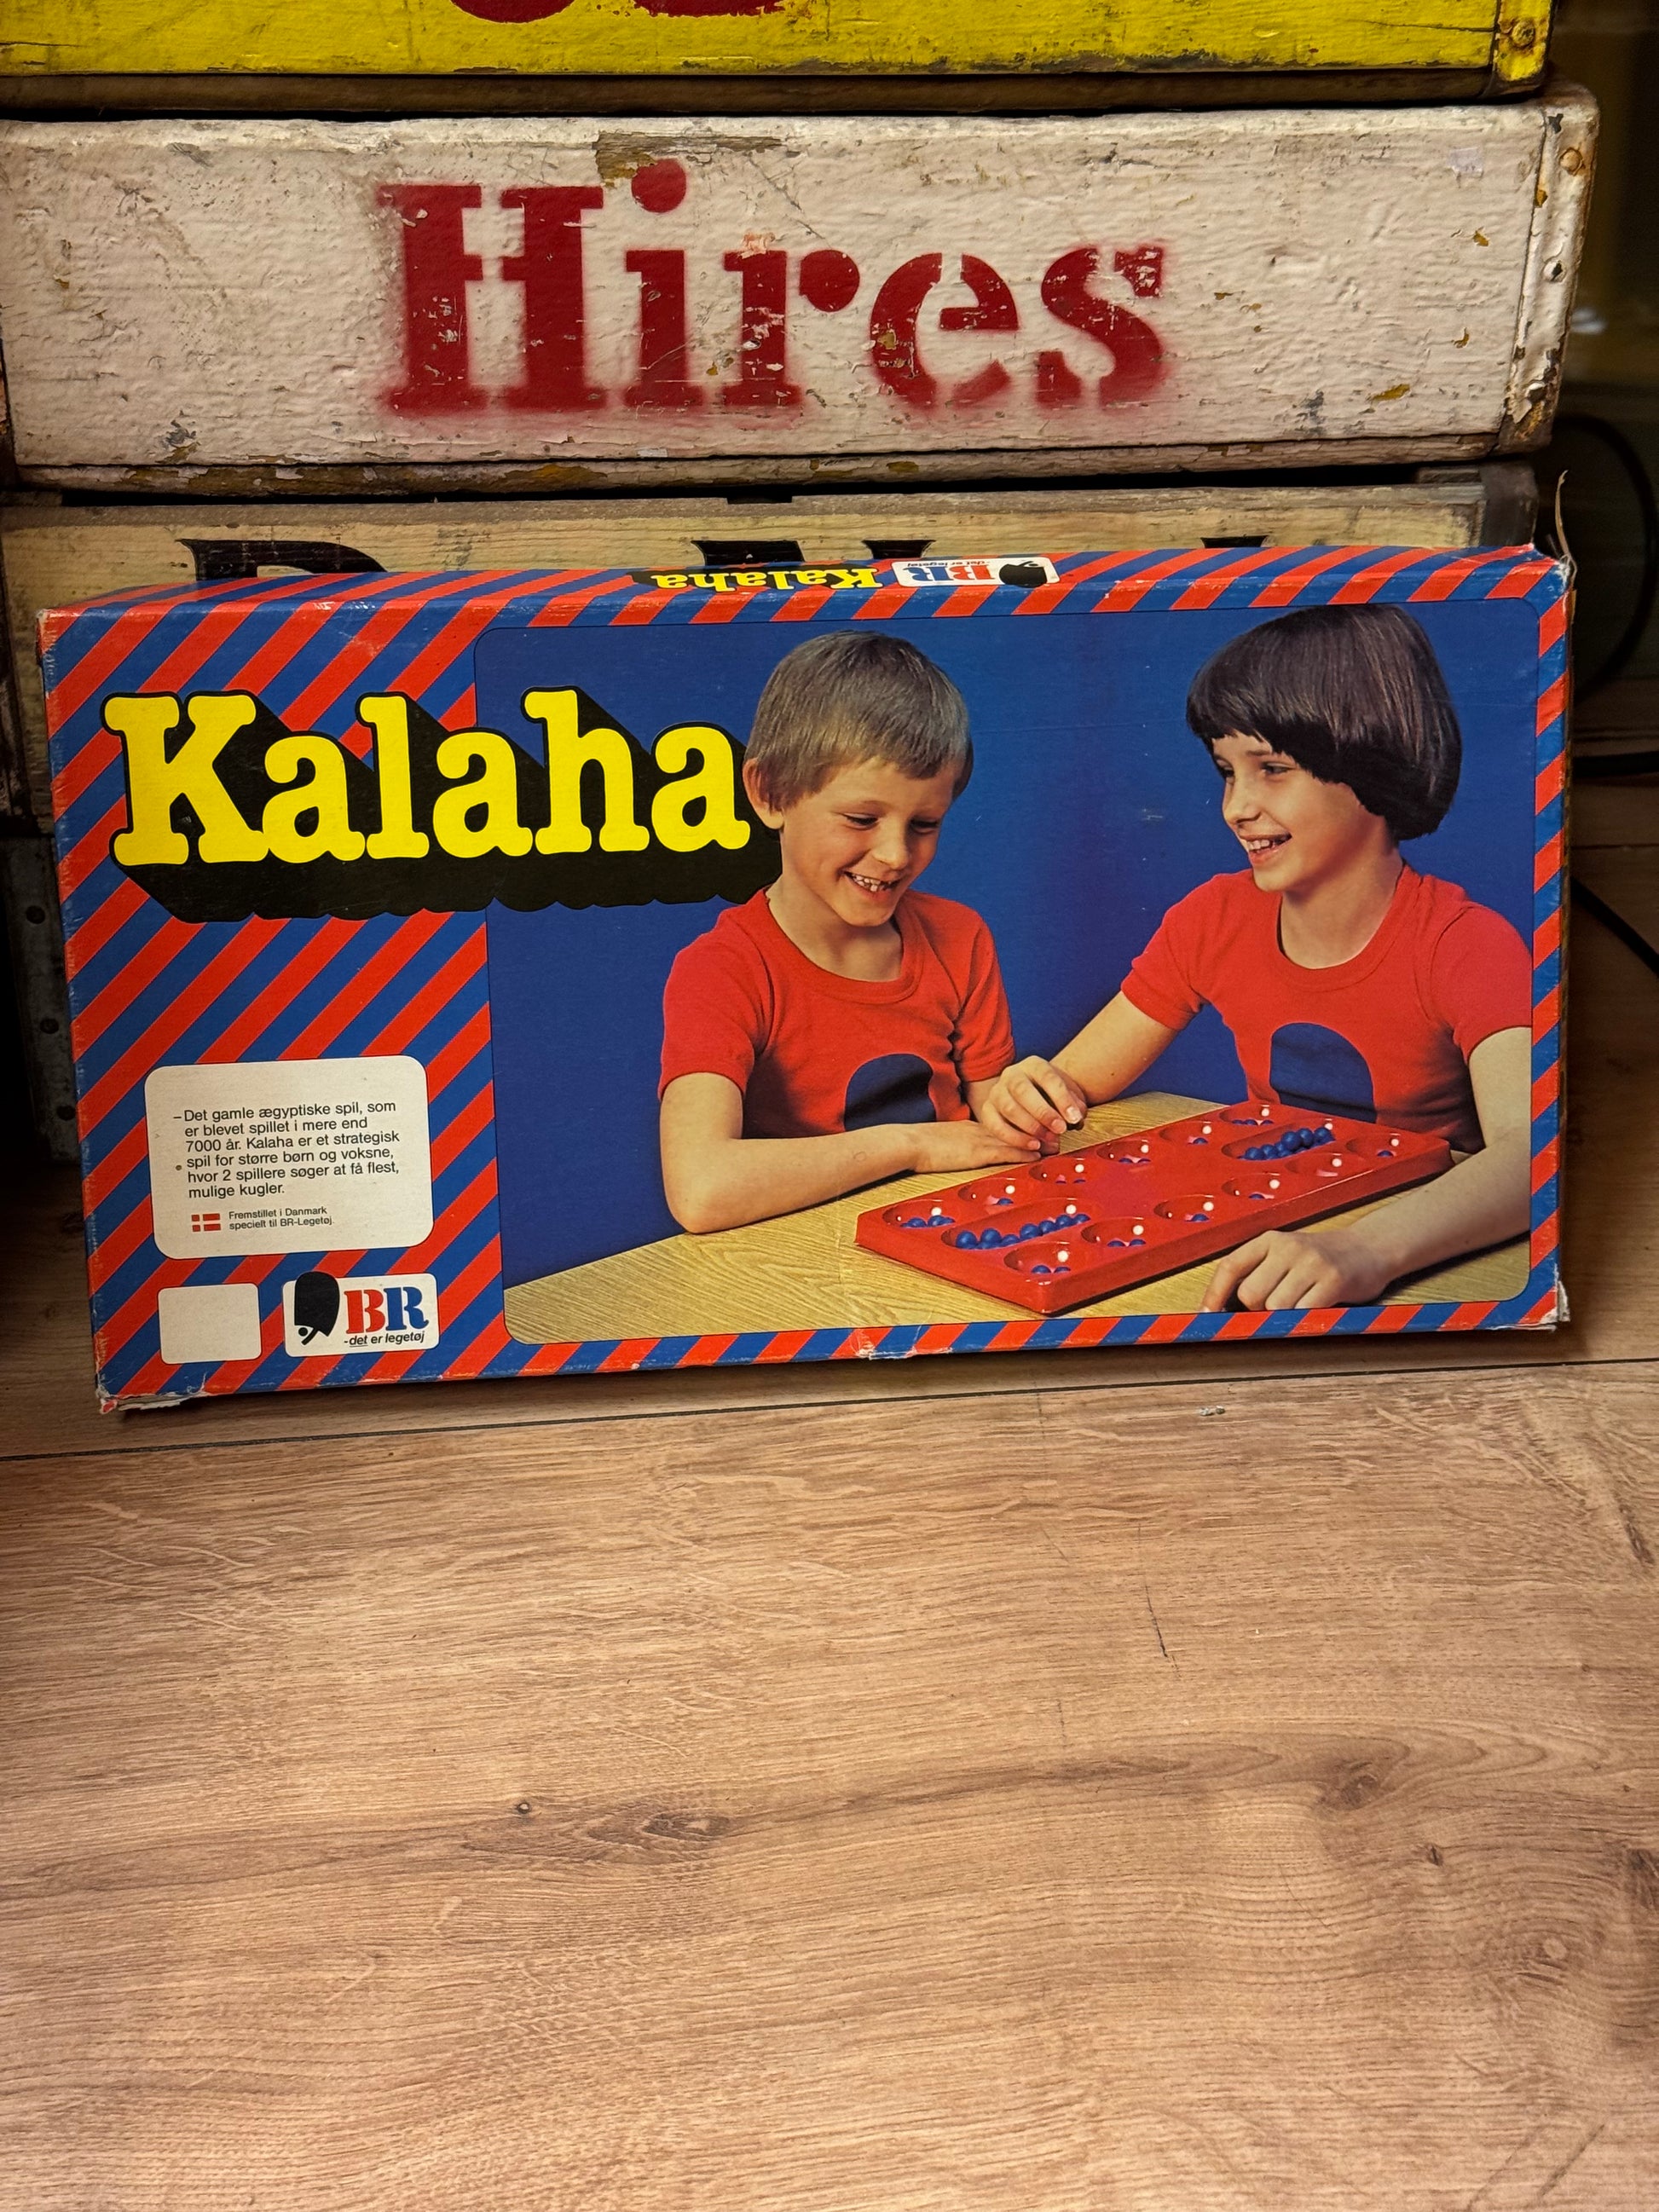 Hires
Kalaha
BR
-det er legetøj
Kalaha
– Det gamle ægyptiske spil, som
er blevet spillet i mere end
7000 år. Kalaha er et strategisk
spil for større børn og voksne,
hvor 2 spillere søger at få flest,
mulige kugler.
Fremstillet i Danmark
specielt til BR-Legetøj.
BR
-det er legetøj